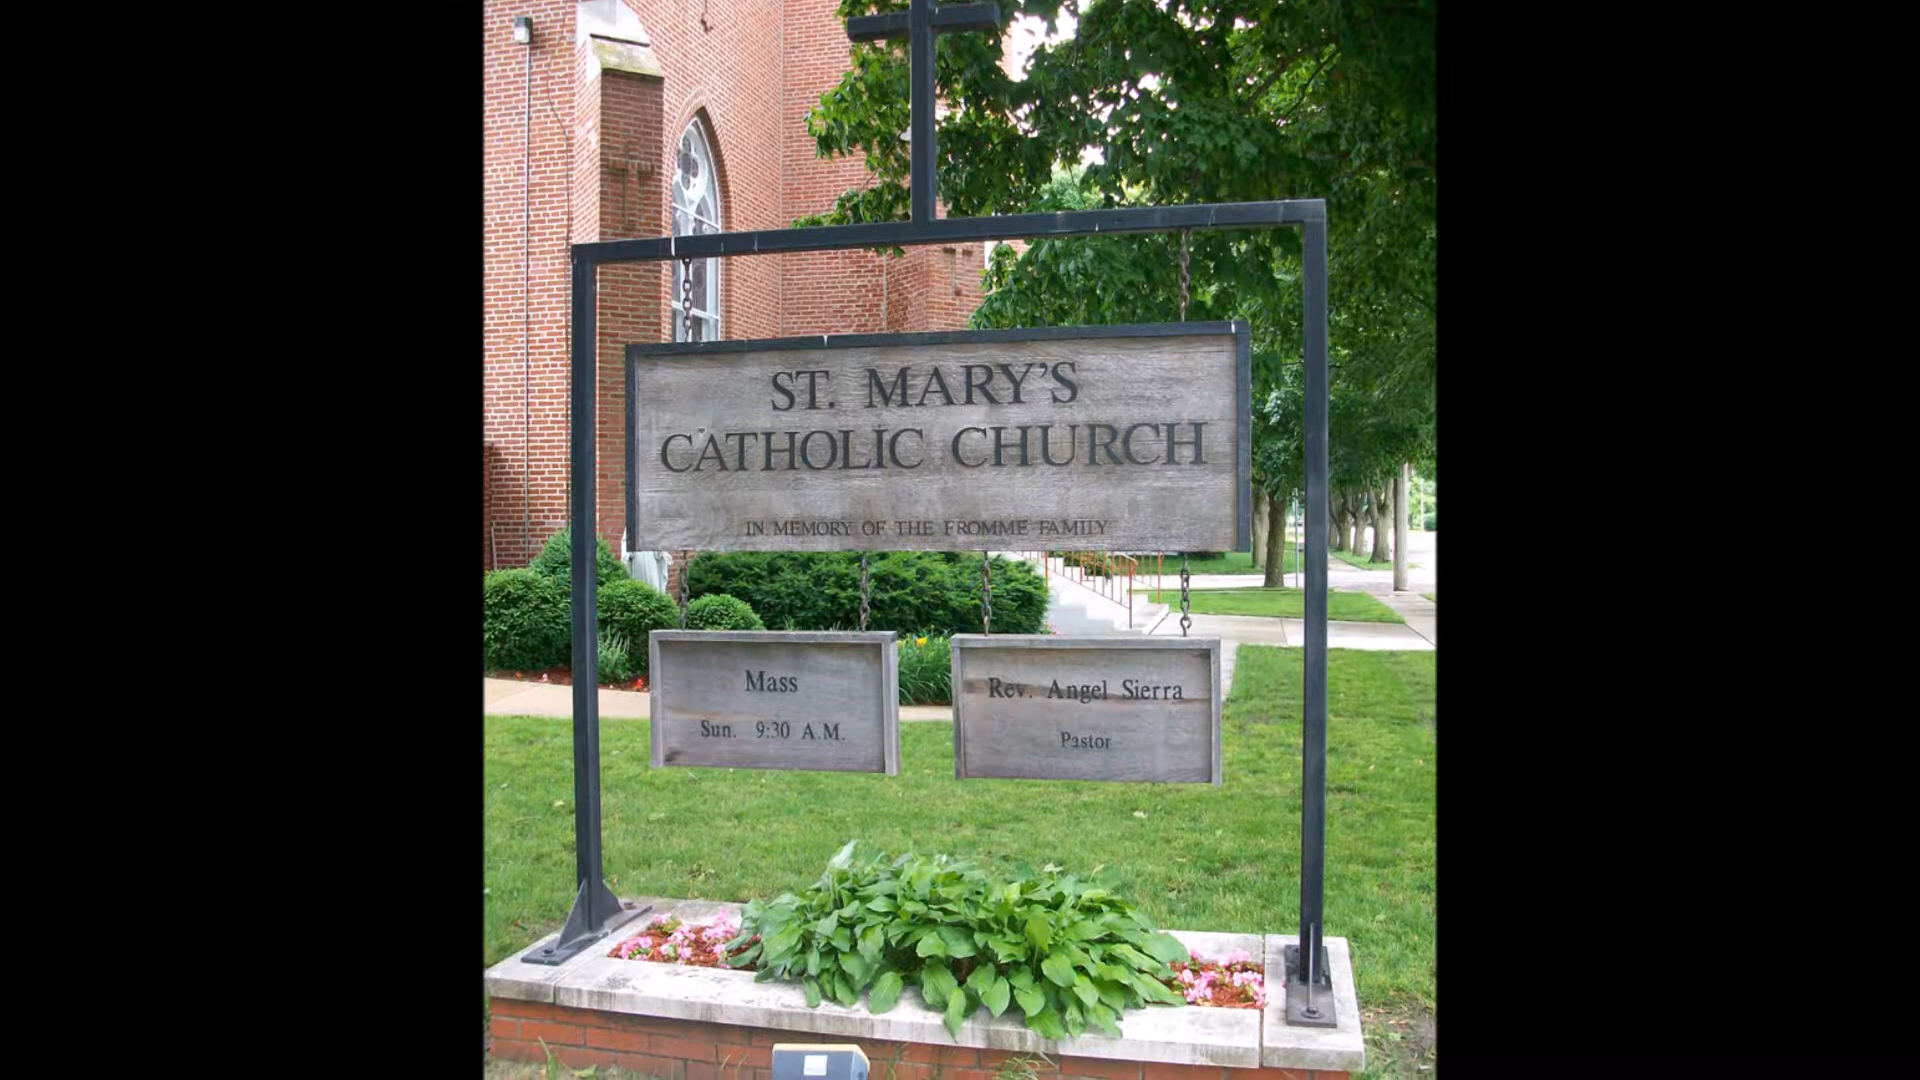 ST. MARY'S
CATHOLIC CHURCH
IN MEMORY OF THE FROMME FAMILY
Mass
Sun. 9:30 A.M.
Rev. Angel Sierra
Pastor